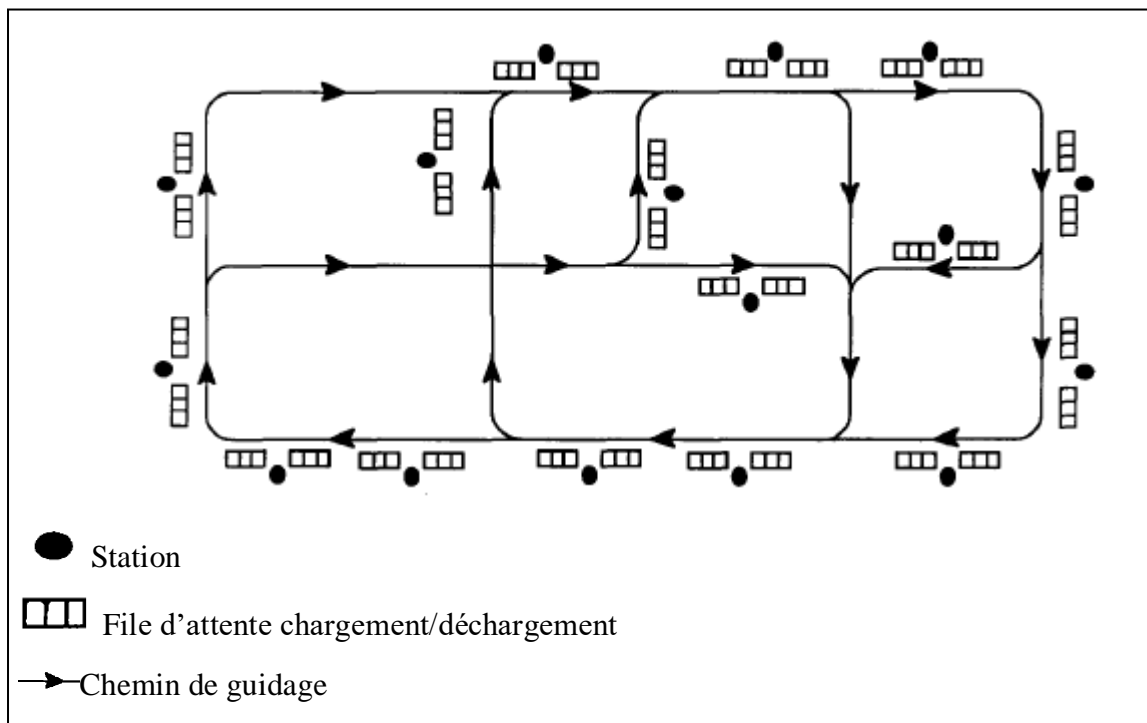 Station
File d’attente chargement/déchargement
Chemin de guidage